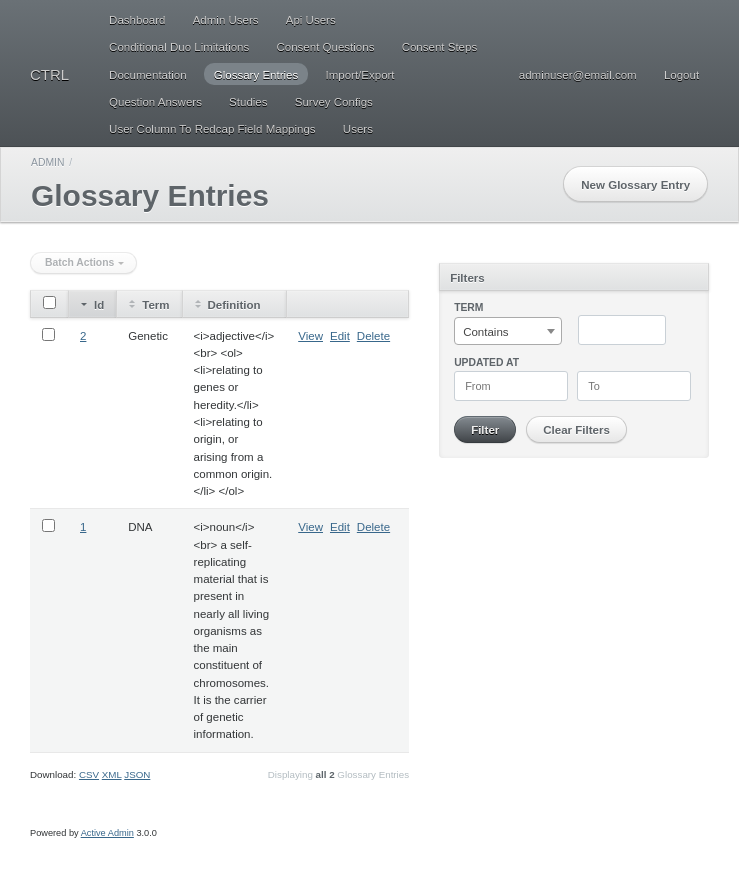 Dashboard Admin Users Api Users
Conditional Duo Limitations Consent Questions Consent Steps
CTRL Documentation Glossary Entries Import/Export adminuser@email.com Logout
Question Answers Studies Survey Configs
User Column To Redcap Field Mappings Users
ADMIN /
Glossary Entries
New Glossary Entry
Batch Actions
Id Term Definition
2 Genetic <i>adjective</i> View Edit Delete
<br> <ol>
<li>relating to
genes or
heredity.</li>
<li>relating to
origin, or
arising from a
common origin.
</li> </ol>
1 DNA <i>noun</i> View Edit Delete
<br> a self-
replicating
material that is
present in
nearly all living
organisms as
the main
constituent of
chromosomes.
It is the carrier
of genetic
information.
Download: CSV XML JSON
Displaying all 2 Glossary Entries
Filters
TERM
Contains
UPDATED AT
From To
Filter Clear Filters
Powered by Active Admin 3.0.0